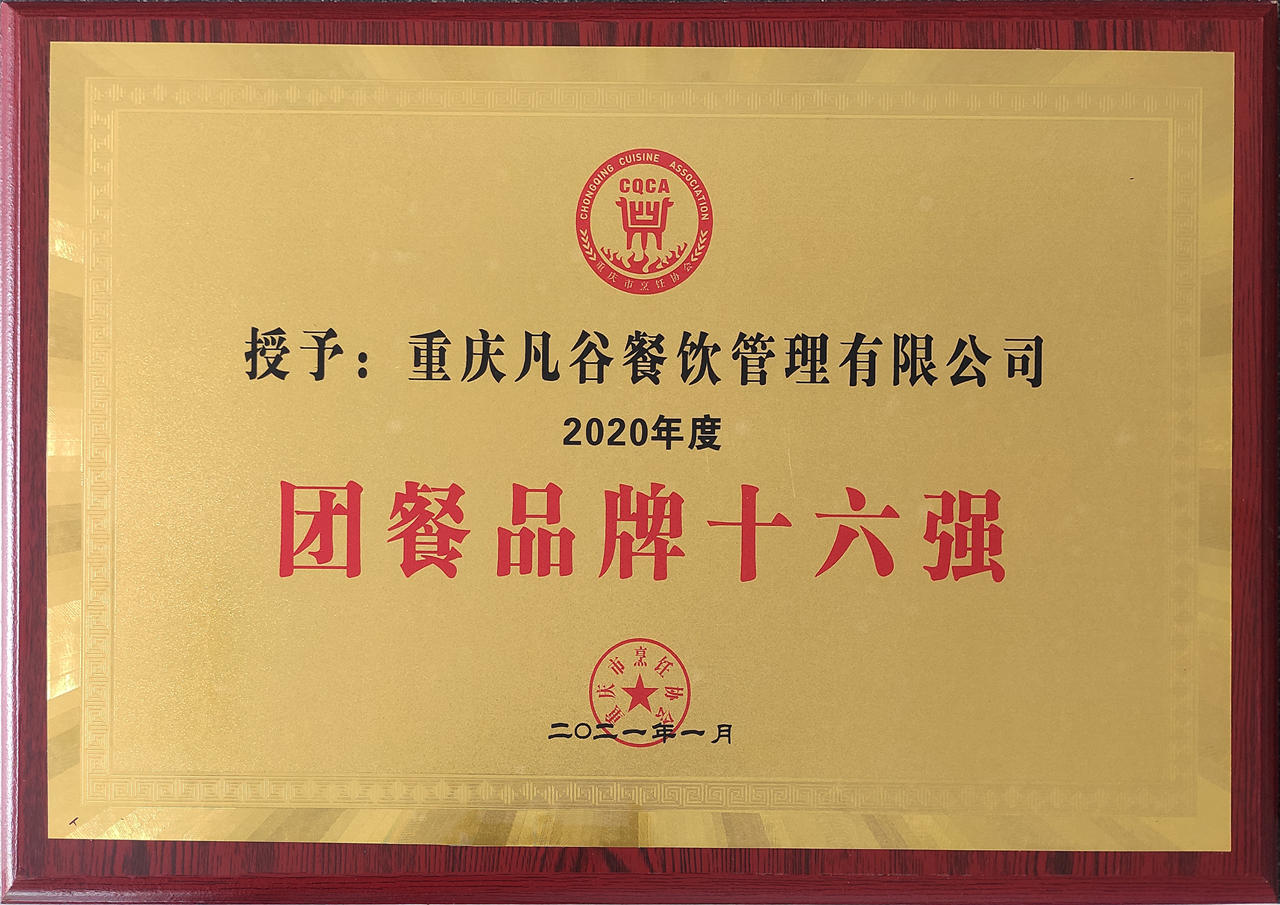 CHONGQING CUISINE ASSOCIATION
CQCA
重庆市烹饪协会
授予：重庆凡谷餐饮管理有限公司
2020年度
团餐品牌十六强
重庆市烹饪协会
二〇二一年一月